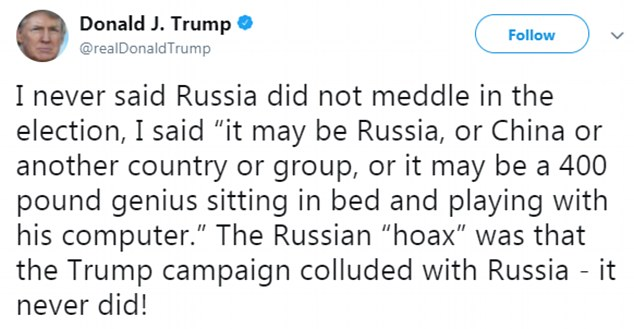 Donald J. Trump
@realDonaldTrump
Follow
I never said Russia did not meddle in the
election, I said “it may be Russia, or China or
another country or group, or it may be a 400
pound genius sitting in bed and playing with
his computer.” The Russian “hoax” was that
the Trump campaign colluded with Russia - it
never did!